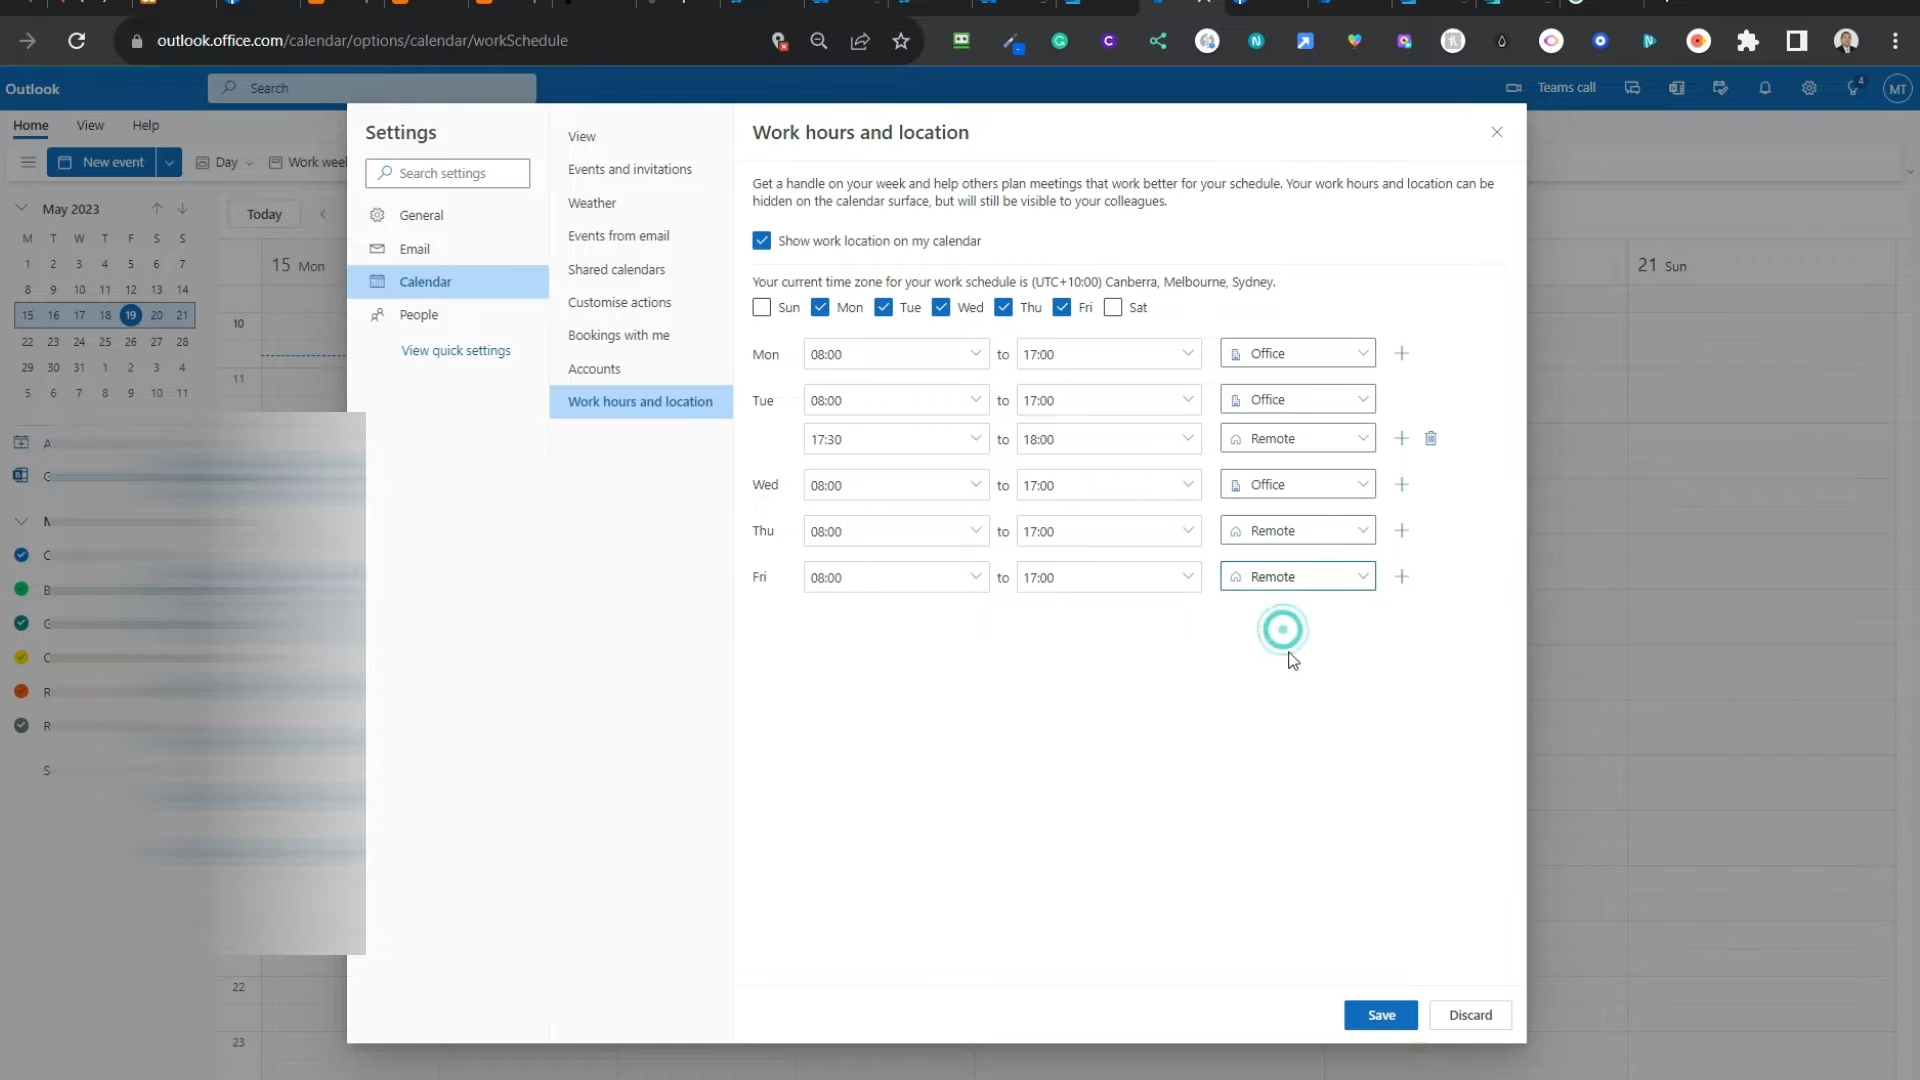 outlook.office.com/calendar/options/calendar/workSchedule
Outlook
Search
Teams call
4
MT
Home
View
Help
New event
Day
Work week
May 2023
M T W T F S S
1 2 3 4 5 6 7
8 9 10 11 12 13 14
15 16 17 18 19 20 21
22 23 24 25 26 27 28
29 30 31 1 2 3 4
5 6 7 8 9 10 11
Today
15 Mon
10
11
22
23
21 Sun
A
G
C
B
G
C
R
R
S
Settings
Search settings
General
Email
Calendar
People
View quick settings
View
Events and invitations
Weather
Events from email
Shared calendars
Customise actions
Bookings with me
Accounts
Work hours and location
Work hours and location
Get a handle on your week and help others plan meetings that work better for your schedule. Your work hours and location can be
hidden on the calendar surface, but will still be visible to your colleagues.
Show work location on my calendar
Your current time zone for your work schedule is (UTC+10:00) Canberra, Melbourne, Sydney.
Sun Mon Tue Wed Thu Fri Sat
Mon 08:00 to 17:00 Office
Tue 08:00 to 17:00 Office
17:30 to 18:00 Remote
Wed 08:00 to 17:00 Office
Thu 08:00 to 17:00 Remote
Fri 08:00 to 17:00 Remote
Save
Discard